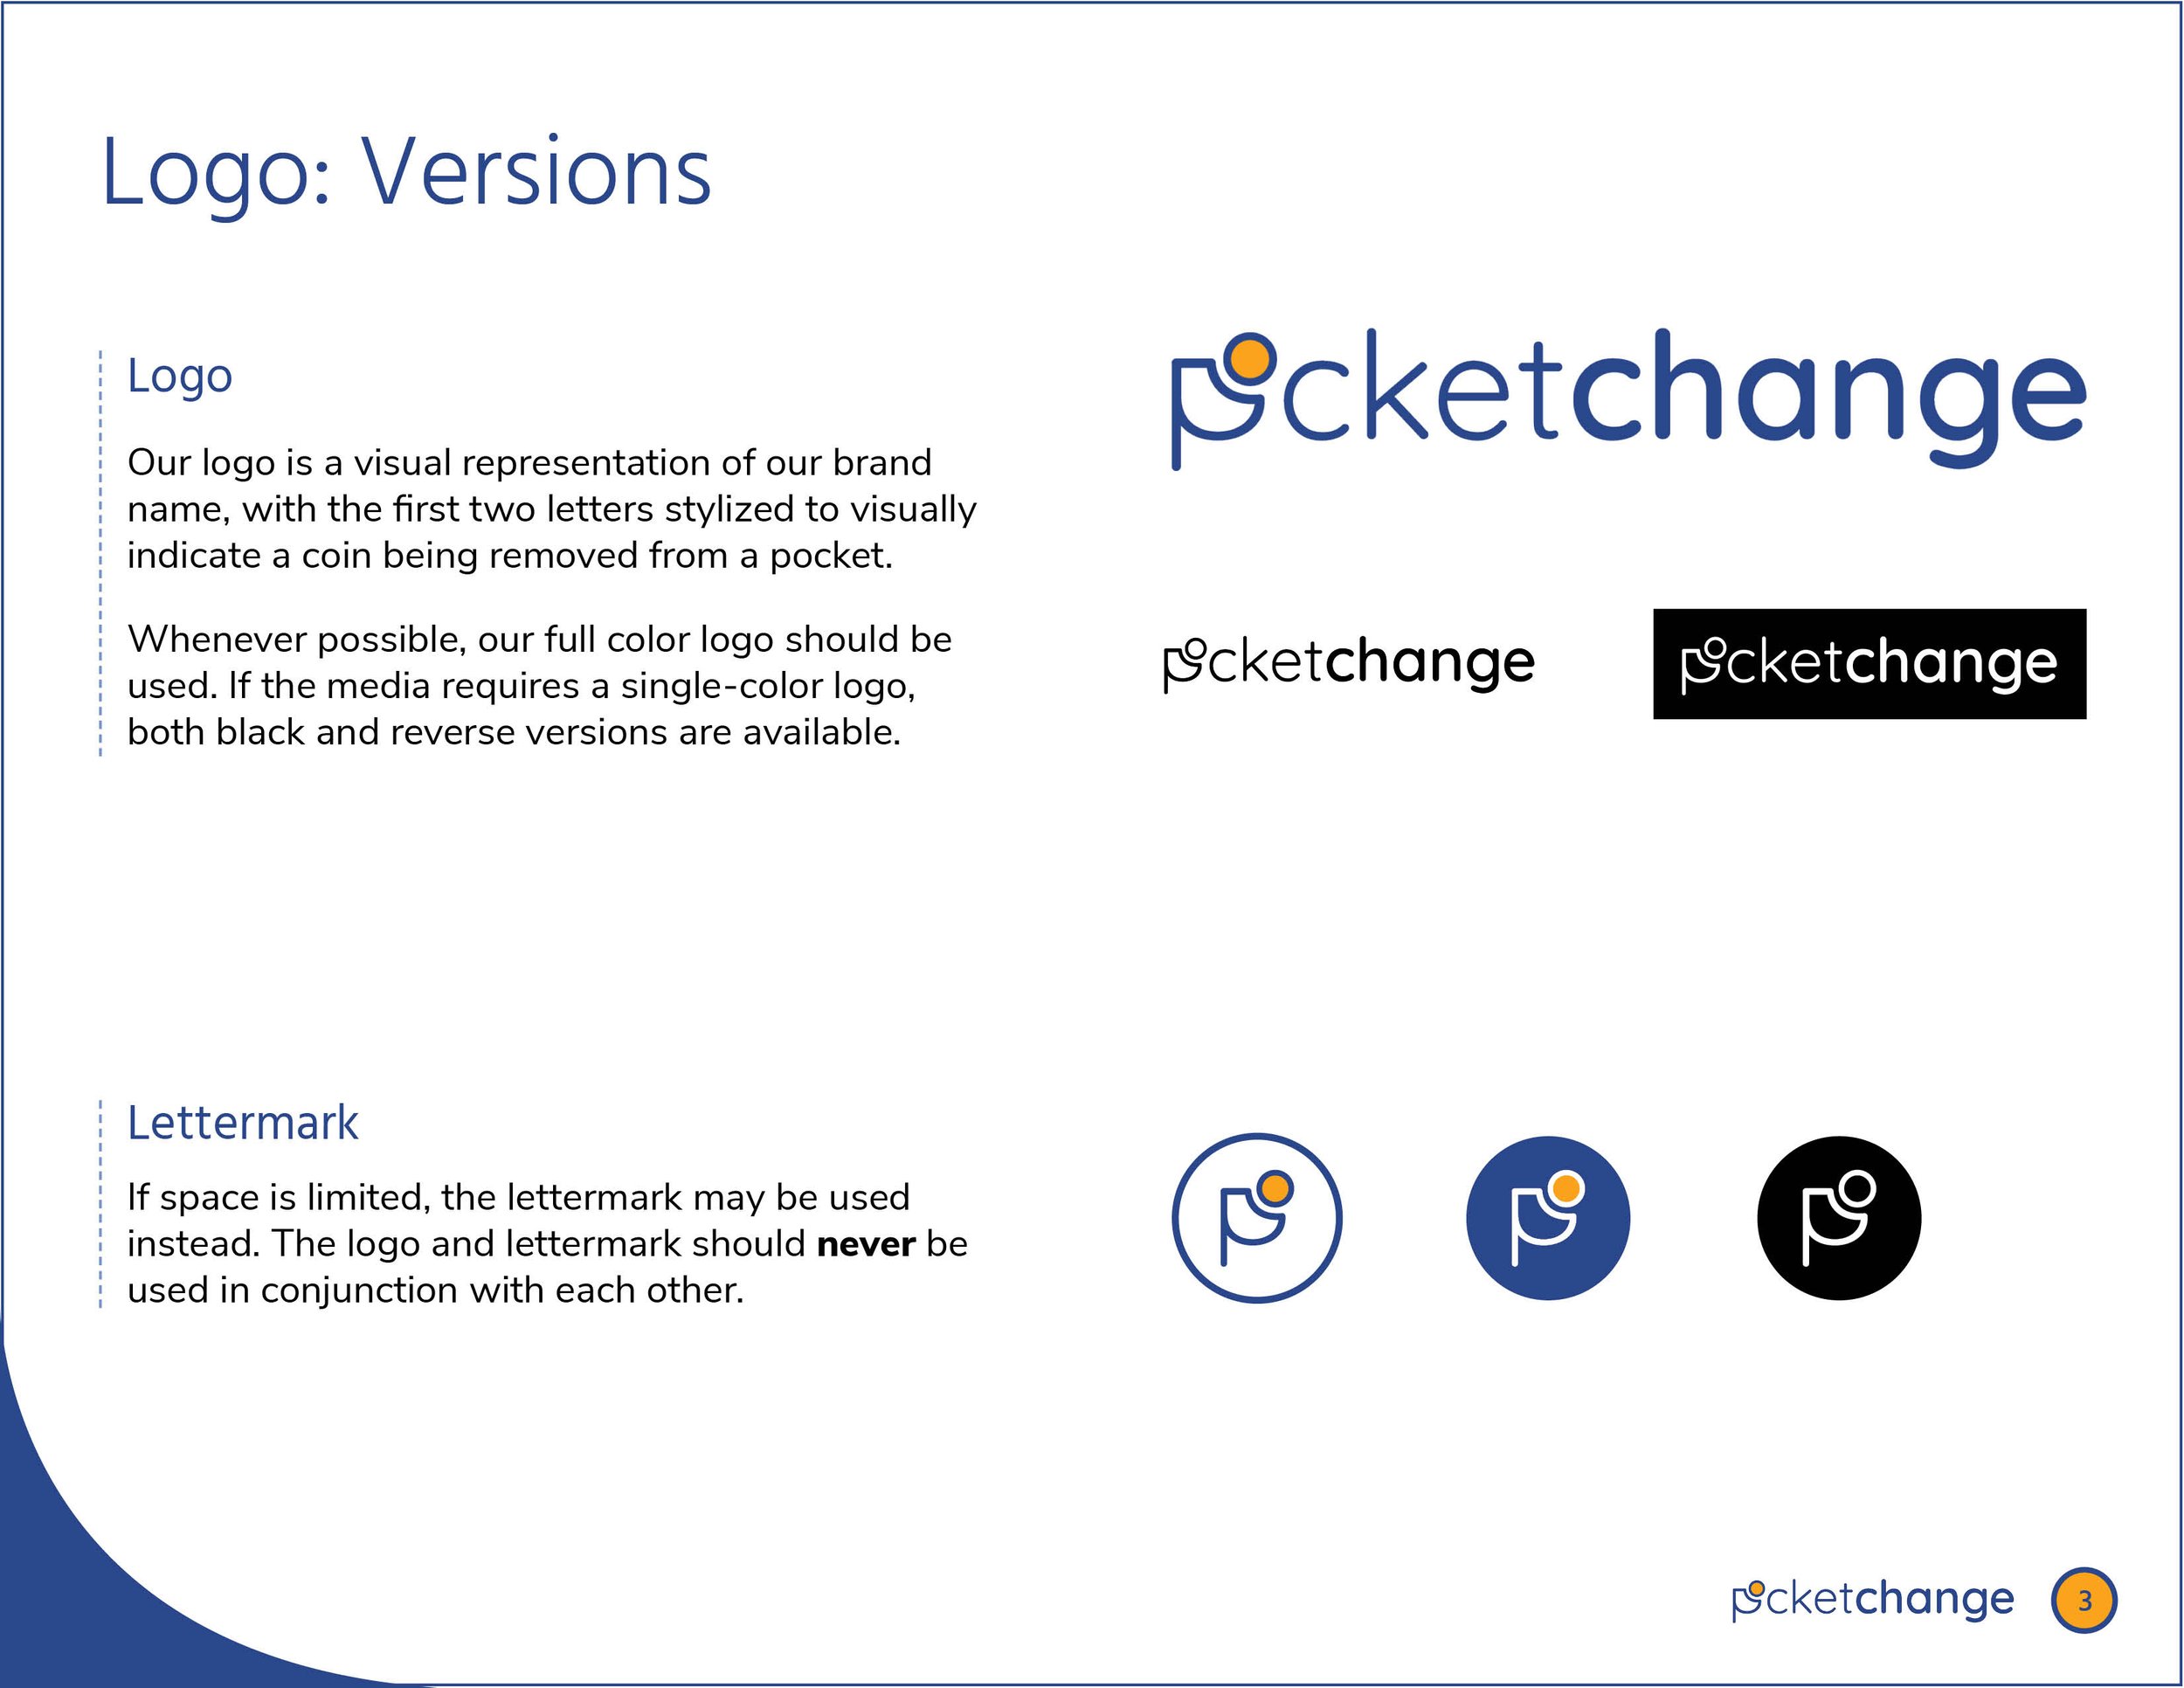 Logo: Versions
Logo
Our logo is a visual representation of our brand
name, with the first two letters stylized to visually
indicate a coin being removed from a pocket.
Whenever possible, our full color logo should be
used. If the media requires a single-color logo,
both black and reverse versions are available.
pocketchange
pocketchange
pocketchange
Lettermark
If space is limited, the lettermark may be used
instead. The logo and lettermark should never be
used in conjunction with each other.
p
p
p
pocketchange
3